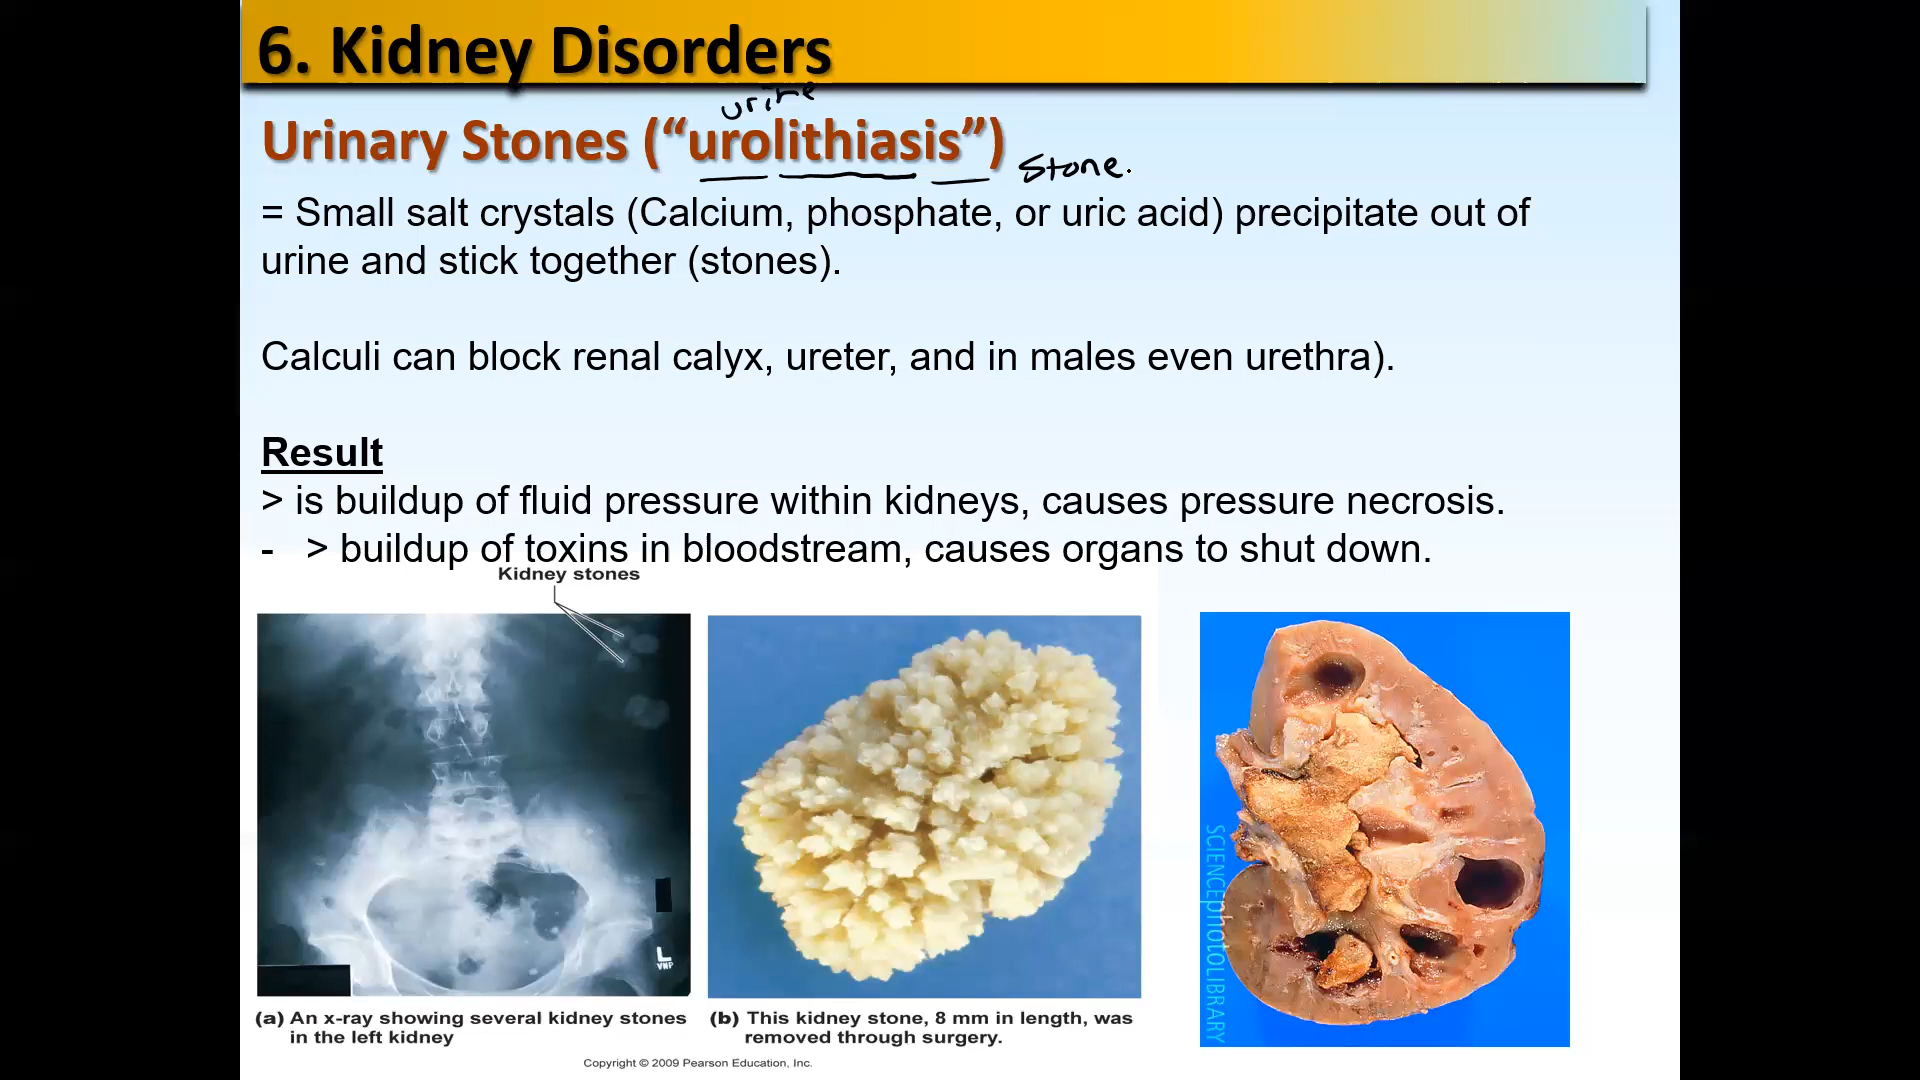 6. Kidney Disorders
urine
Urinary Stones (“urolithiasis”)
Stone.
= Small salt crystals (Calcium, phosphate, or uric acid) precipitate out of
urine and stick together (stones).
Calculi can block renal calyx, ureter, and in males even urethra).
Result
> is buildup of fluid pressure within kidneys, causes pressure necrosis.
- > buildup of toxins in bloodstream, causes organs to shut down.
Kidney stones
L
VMP
SCIENCEphotoLIBRARY
(a) An x-ray showing several kidney stones
in the left kidney
(b) This kidney stone, 8 mm in length, was
removed through surgery.
Copyright © 2009 Pearson Education, Inc.